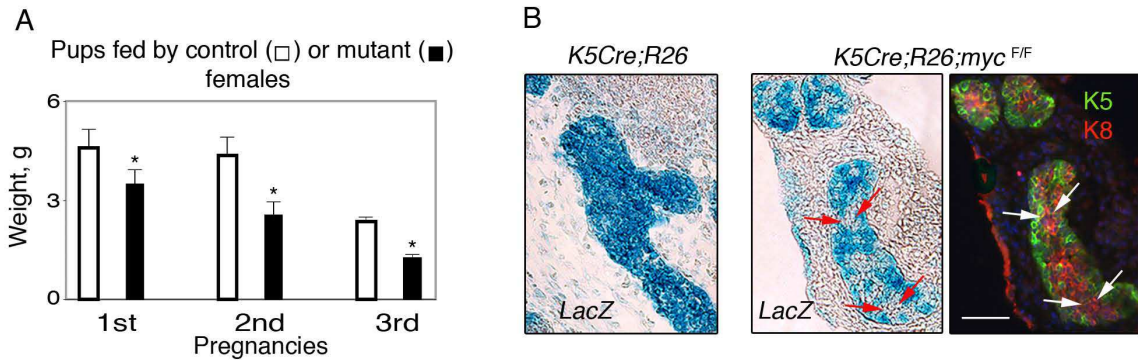 A
Pups fed by control (□) or mutant (■)
females
Weight, g
6
3
0
* * *
1st 2nd 3rd
Pregnancies
B
K5Cre;R26 K5Cre;R26;myc F/F
LacZ
LacZ
K5
K8